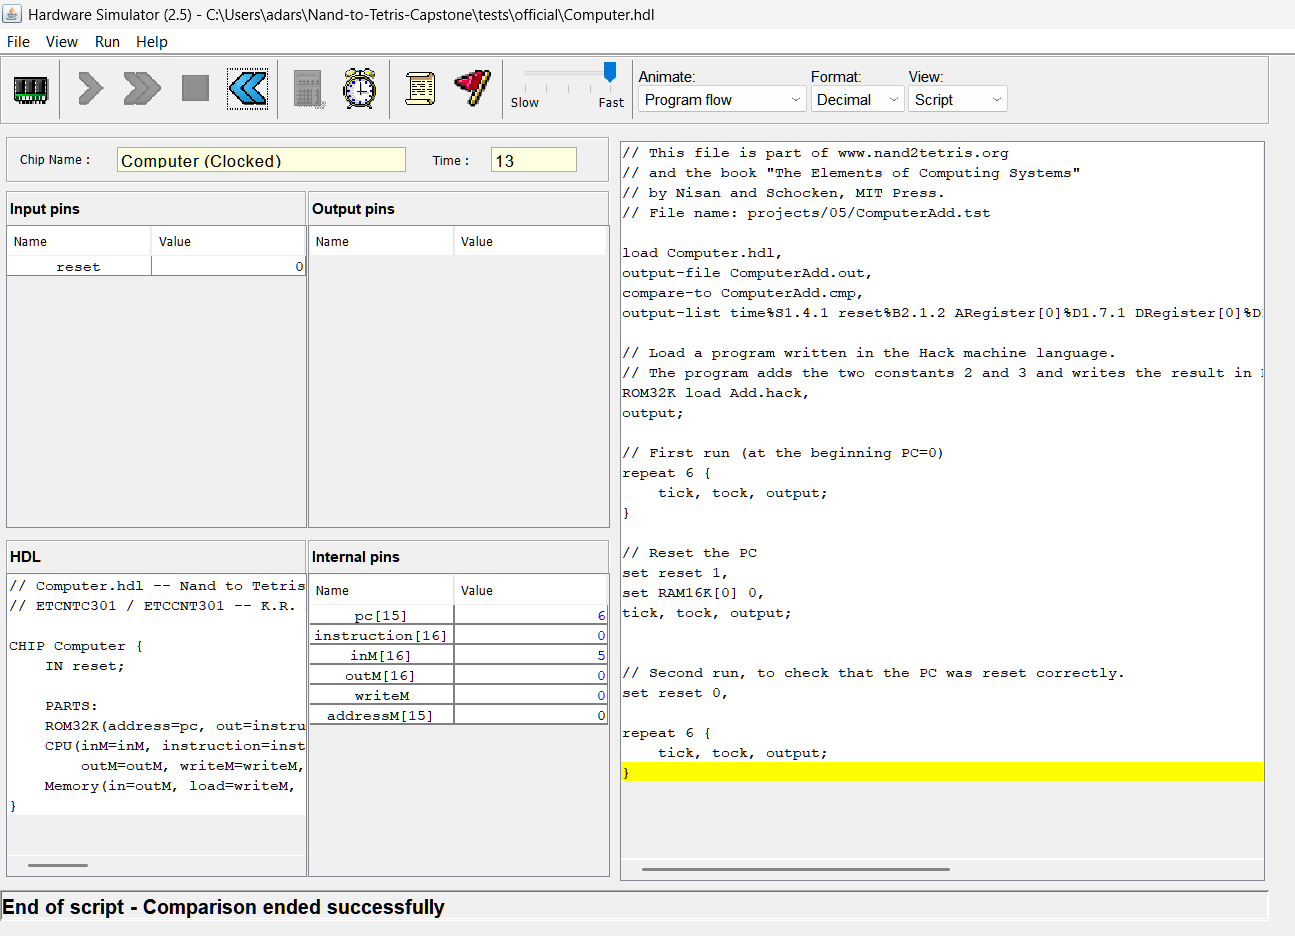 Hardware Simulator (2.5) - C:\Users\adars\Nand-to-Tetris-Capstone\tests\official\Computer.hdl
File View Run Help
Slow Fast
Animate: Format: View:
Program flow Decimal Script
Chip Name : Computer (Clocked) Time : 13
Input pins
Name Value
reset 0
Output pins
Name Value
HDL
// Computer.hdl -- Nand to Tetris
// ETCNTC301 / ETCCNT301 -- K.R.
CHIP Computer {
IN reset;
PARTS:
ROM32K(address=pc, out=instru
CPU(inM=inM, instruction=inst
outM=outM, writeM=writeM,
Memory(in=outM, load=writeM,
}
Internal pins
Name Value
pc[15] 6
instruction[16] 0
inM[16] 5
outM[16] 0
writeM 0
addressM[15] 0
// This file is part of www.nand2tetris.org
// and the book "The Elements of Computing Systems"
// by Nisan and Schocken, MIT Press.
// File name: projects/05/ComputerAdd.tst
load Computer.hdl,
output-file ComputerAdd.out,
compare-to ComputerAdd.cmp,
output-list time%S1.4.1 reset%B2.1.2 ARegister[0]%D1.7.1 DRegister[0]%D
// Load a program written in the Hack machine language.
// The program adds the two constants 2 and 3 and writes the result in
ROM32K load Add.hack,
output;
// First run (at the beginning PC=0)
repeat 6 {
tick, tock, output;
}
// Reset the PC
set reset 1,
set RAM16K[0] 0,
tick, tock, output;
// Second run, to check that the PC was reset correctly.
set reset 0,
repeat 6 {
tick, tock, output;
}
End of script - Comparison ended successfully